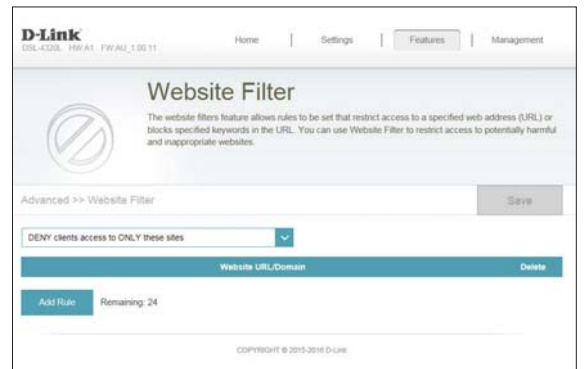 D-Link
DSL-4320L HW:A1 FW:AU_1.00.11
Home | Settings | Features | Management
Website Filter
The website filters feature allows rules to be set that restrict access to a specified web address (URL) or
blocks specified keywords in the URL. You can use Website Filter to restrict access to potentially harmful
and inappropriate websites.
Advanced >> Website Filter
Save
DENY clients access to ONLY these sites
Website URL/Domain
Delete
Add Rule
Remaining: 24
COPYRIGHT © 2015-2016 D-Link